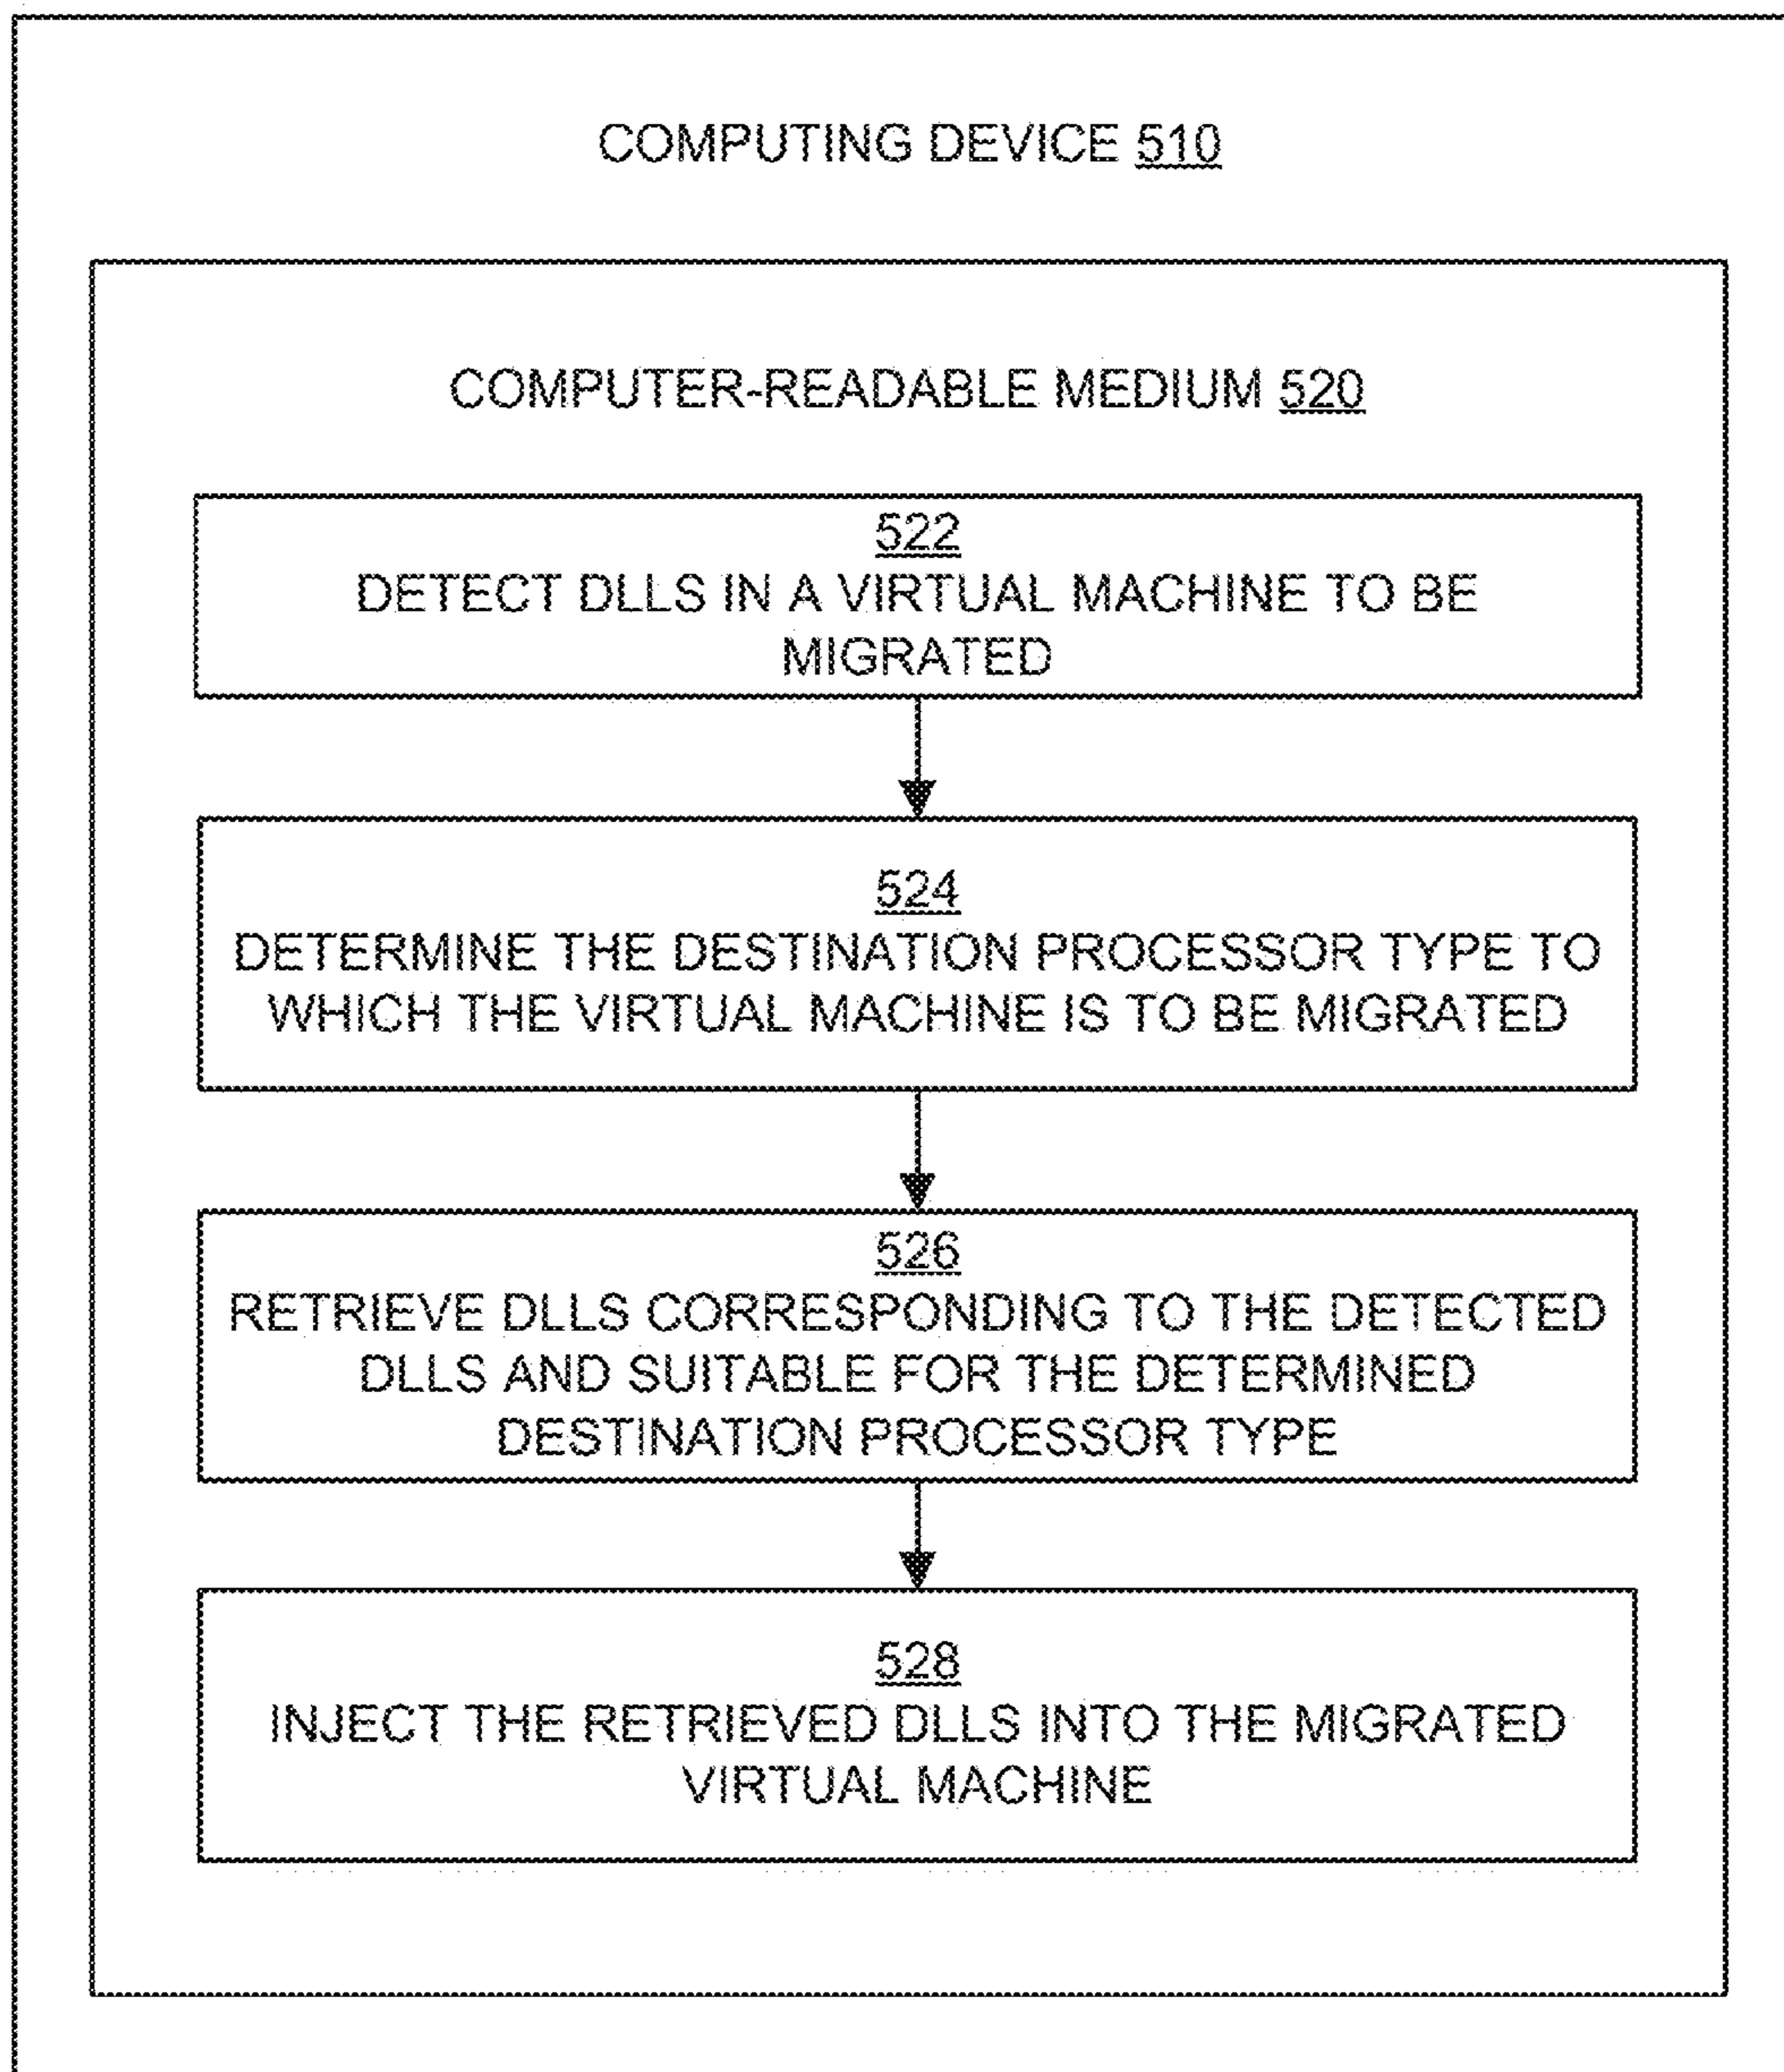 COMPUTING DEVICE 510
COMPUTER-READABLE MEDIUM 520
522
DETECT DLLS IN A VIRTUAL MACHINE TO BE
MIGRATED
524
DETERMINE THE DESTINATION PROCESSOR TYPE TO
WHICH THE VIRTUAL MACHINE IS TO BE MIGRATED
526
RETRIEVE DLLS CORRESPONDING TO THE DETECTED
DLLS AND SUITABLE FOR THE DETERMINED
DESTINATION PROCESSOR TYPE
528
INJECT THE RETRIEVED DLLS INTO THE MIGRATED
VIRTUAL MACHINE